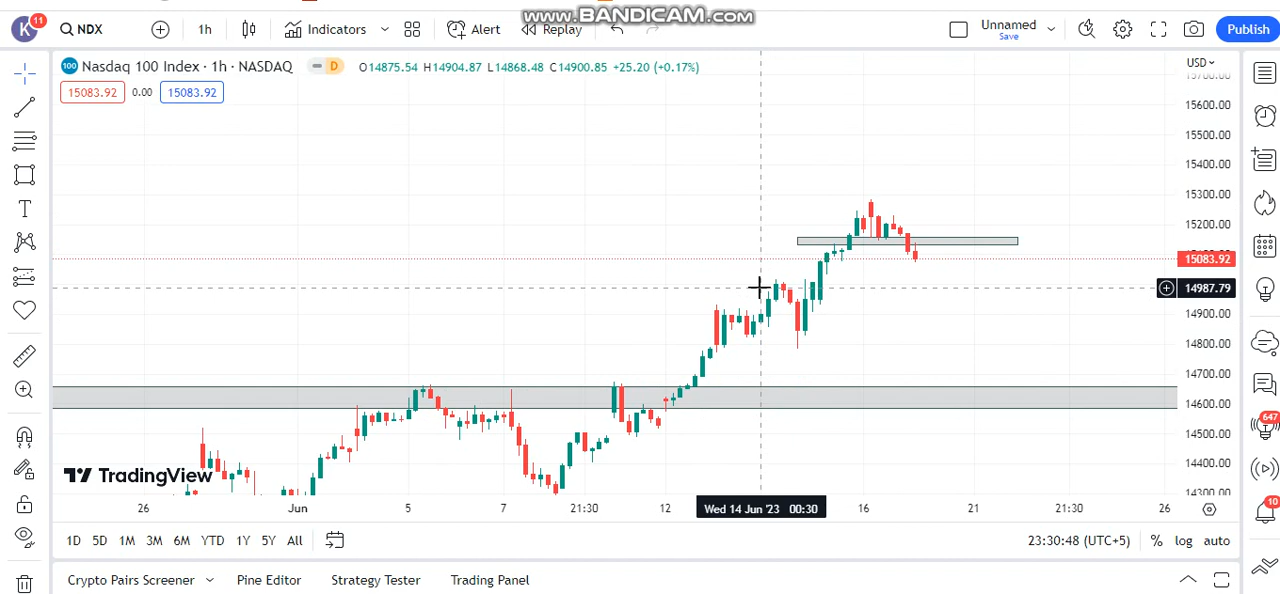 www.BANDICAM.com
K
11
NDX
1h
Indicators
Alert
Replay
Unnamed
Save
Publish
100
Nasdaq 100 Index · 1h · NASDAQ
D
O14875.54 H14904.87 L14868.48 C14900.85 +25.20 (+0.17%)
USD
15083.92
0.00
15083.92
15700.00
15600.00
15500.00
15400.00
15300.00
15200.00
15083.92
14987.79
14900.00
14800.00
14700.00
14600.00
14500.00
14400.00
14300.00
T
TradingView
647
10
26
Jun
5
7
21:30
12
Wed 14 Jun '23 00:30
16
21
21:30
26
1D
5D
1M
3M
6M
YTD
1Y
5Y
All
23:30:48 (UTC+5)
%
log
auto
Crypto Pairs Screener
Pine Editor
Strategy Tester
Trading Panel